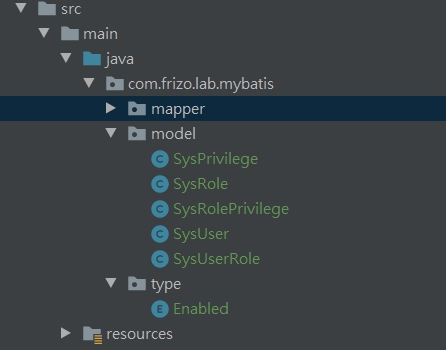 src
main
java
com.frizo.lab.mybatis
mapper
model
C SysPrivilege
C SysRole
C SysRolePrivilege
C SysUser
C SysUserRole
type
E Enabled
resources